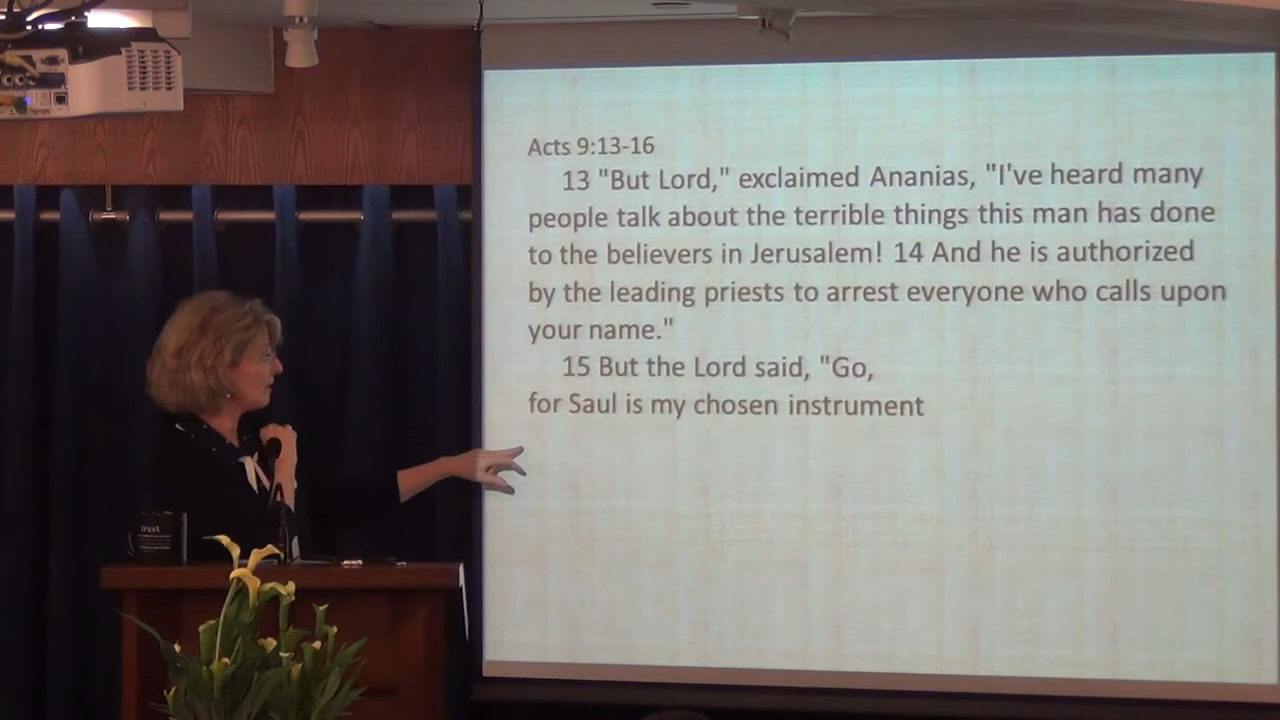 Acts 9:13-16
13 "But Lord," exclaimed Ananias, "I've heard many
people talk about the terrible things this man has done
to the believers in Jerusalem! 14 And he is authorized
by the leading priests to arrest everyone who calls upon
your name."
15 But the Lord said, "Go,
for Saul is my chosen instrument
trust